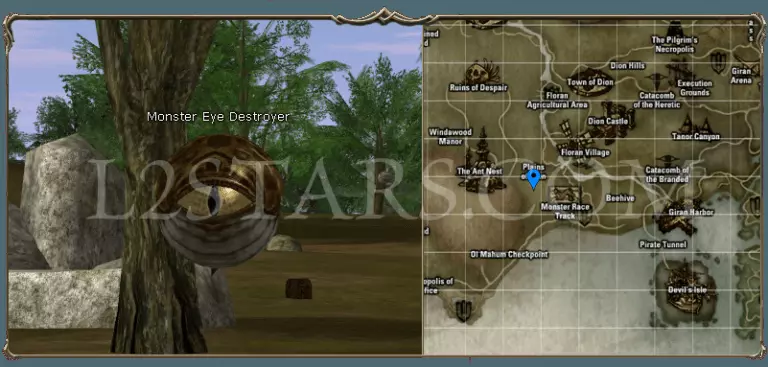 Monster Eye Destroyer
L2STARS.COM
The Pilgrim's
Necropolis
Dion Hills
Giran
Arena
Ruins of Despair
Town of Dion
Execution
Grounds
Floran
Agricultural Area
Catacomb
of the Heretic
Dion Castle
Windawood
Manor
Tanor Canyon
Floran Village
Plains
The Ant Nest
Catacomb of
the Branded
Beehive
Monster Race
Track
Giran Harbor
Pirate Tunnel
Ol Mahum Checkpoint
Devil's Isle